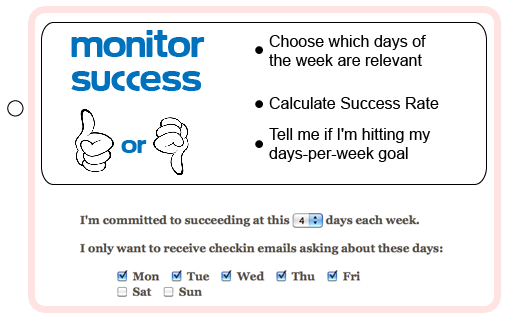 monitor
success
or
● Choose which days of
the week are relevant
● Calculate Success Rate
● Tell me if I'm hitting my
days-per-week goal
I'm committed to succeeding at this 4 days each week.
I only want to receive checkin emails asking about these days:
Mon Tue Wed Thu Fri
Sat Sun